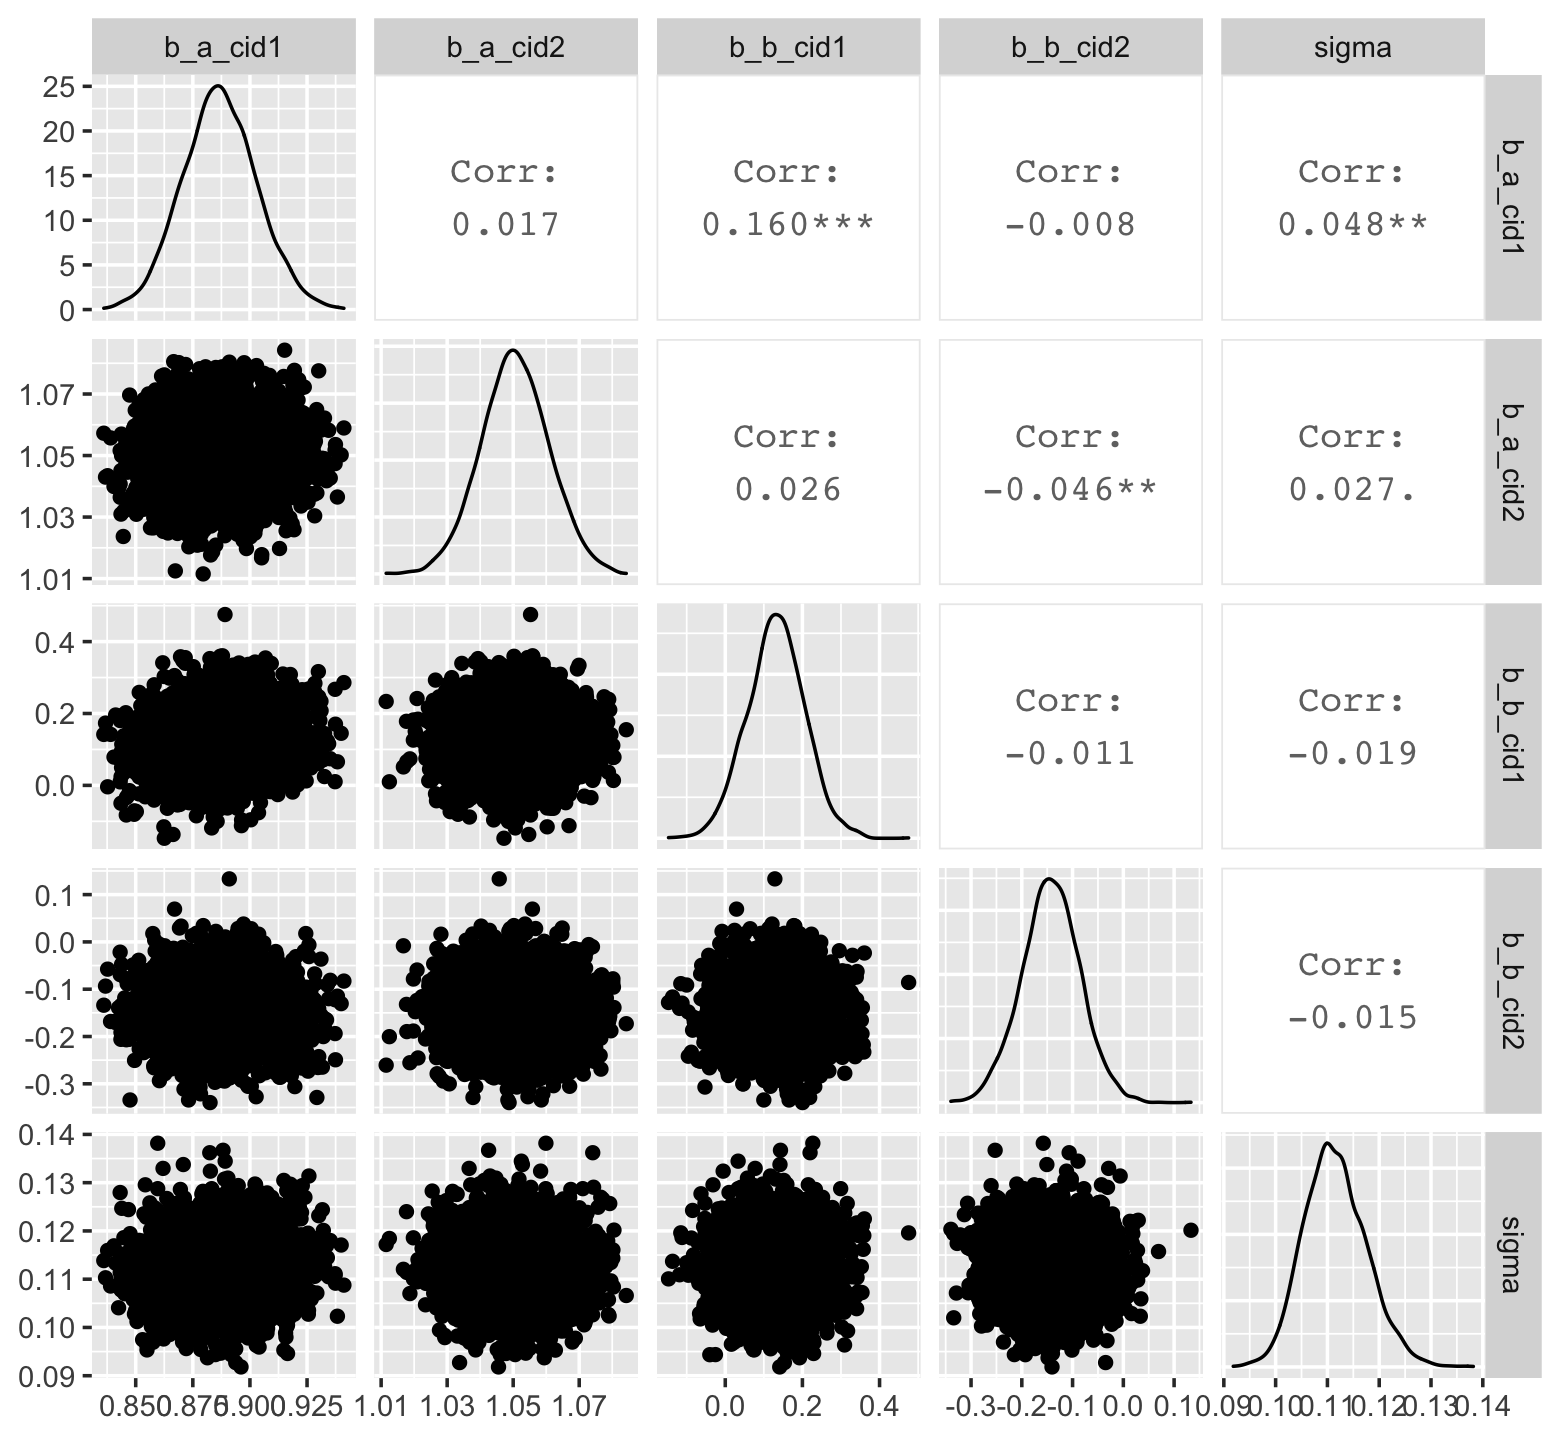 b_a_cid1 b_a_cid2 b_b_cid1 b_b_cid2 sigma
25
20
15
10
5
0
Corr:
0.017
Corr:
0.160***
Corr:
-0.008
Corr:
0.048**
b_a_cid1
1.07
1.05
1.03
1.01
Corr:
0.026
Corr:
-0.046**
Corr:
0.027.
b_a_cid2
0.4
0.2
0.0
Corr:
-0.011
Corr:
-0.019
b_b_cid1
0.1
0.0
-0.1
-0.2
-0.3
Corr:
-0.015
b_b_cid2
0.14
0.13
0.12
0.11
0.10
0.09
sigma
0.850 0.875 0.900 0.925 1.01 1.03 1.05 1.07 0.0 0.2 0.4 -0.3 -0.2 -0.1 0.0 0.1 0.09 0.10 0.11 0.12 0.13 0.14